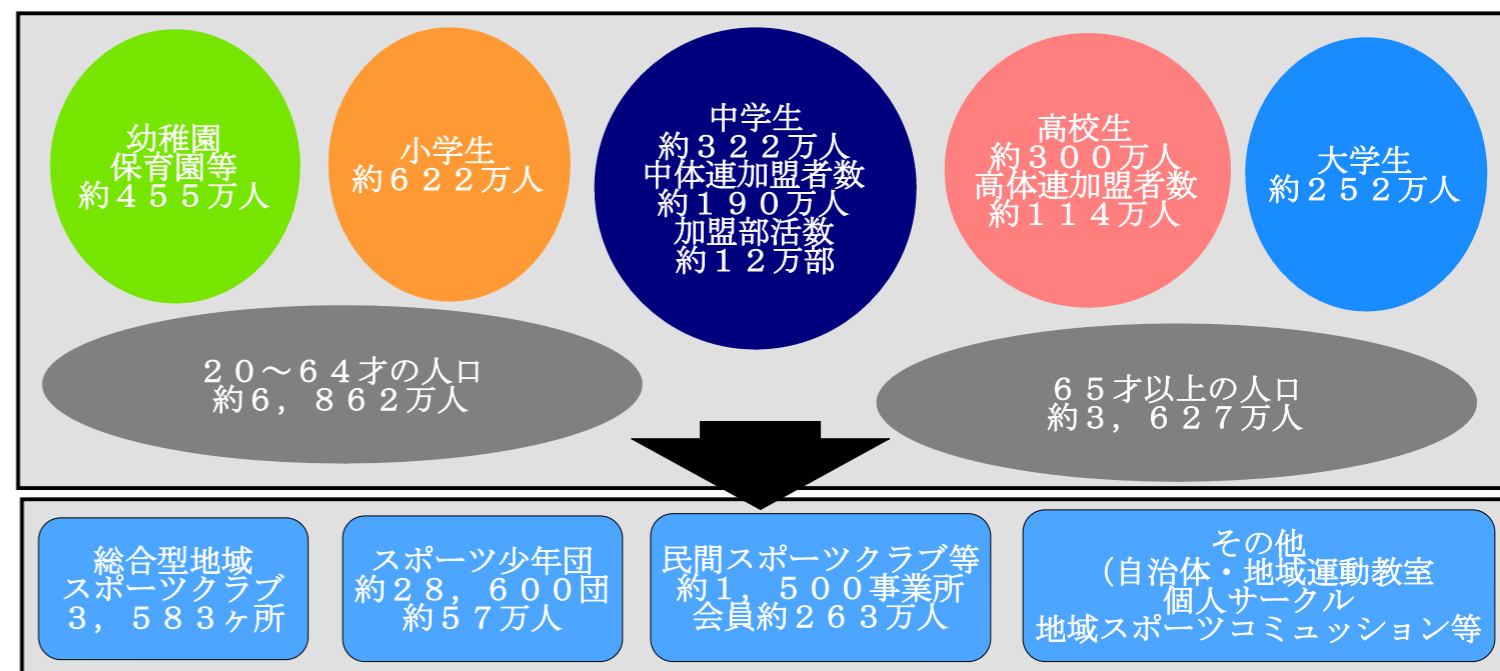 幼稚園
保育園等
約４５５万人
小学生
約６２２万人
中学生
約３２２万人
中体連加盟者数
約１９０万人
加盟部活数
約１２万部
高校生
約３００万人
高体連加盟者数
約１１４万人
大学生
約２５２万人
２０～６４才の人口
約６，８６２万人
６５才以上の人口
約３，６２７万人
総合型地域
スポーツクラブ
３，５８３ヶ所
スポーツ少年団
約２８，６００団
約５７万人
民間スポーツクラブ等
約１，５００事業所
会員約２６３万人
その他
（自治体・地域運動教室
個人サークル
地域スポーツコミュッション等